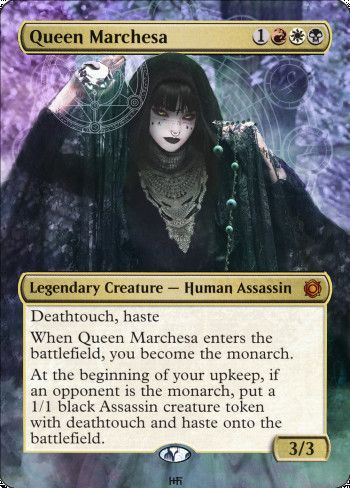 Queen Marchesa 1
Legendary Creature — Human Assassin
Deathtouch, haste
When Queen Marchesa enters the
battlefield, you become the monarch.
At the beginning of your upkeep, if
an opponent is the monarch, put a
1/1 black Assassin creature token
with deathtouch and haste onto the
battlefield.
3/3